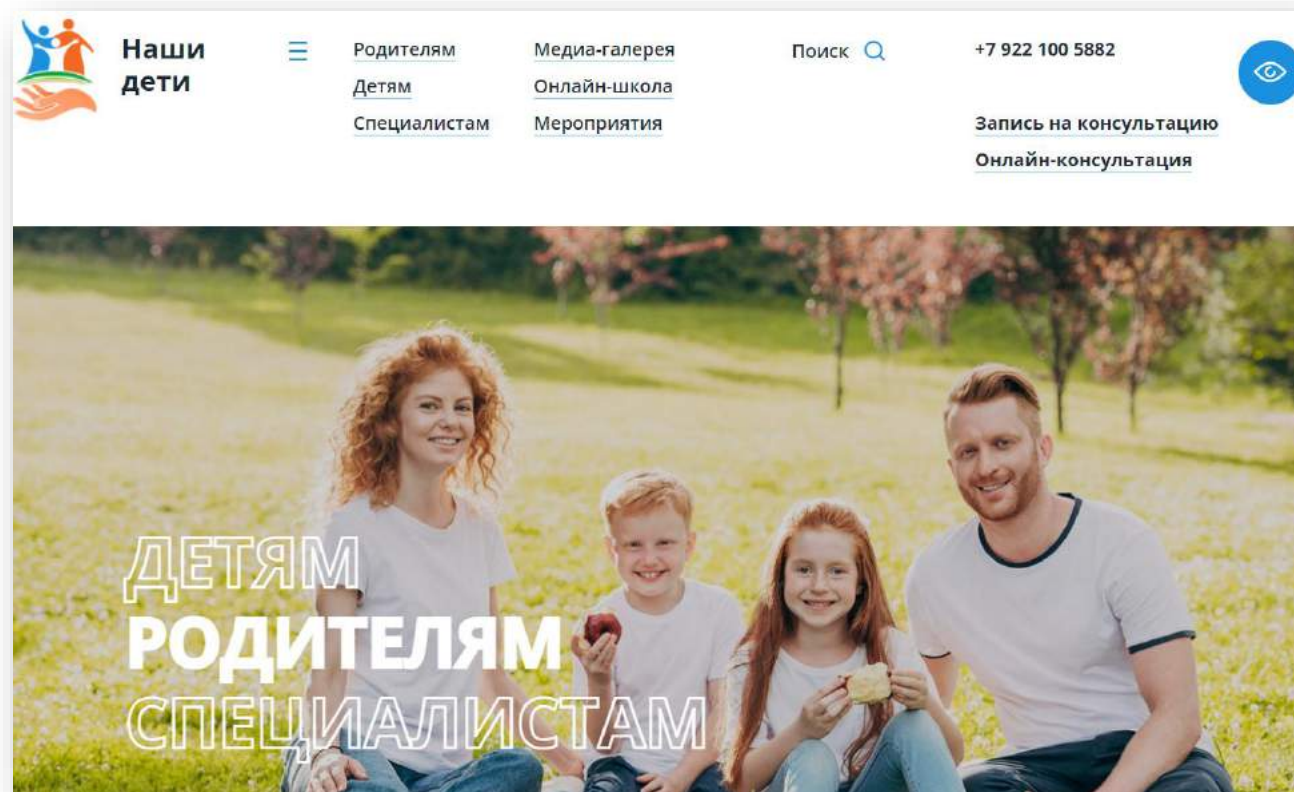 Наши
дети
Родителям
Детям
Специалистам
Медиа-галерея
Онлайн-школа
Мероприятия
Поиск
+7 922 100 5882
Запись на консультацию
Онлайн-консультация
ДЕТЯМ
РОДИТЕЛЯМ
СПЕЦИАЛИСТАМ